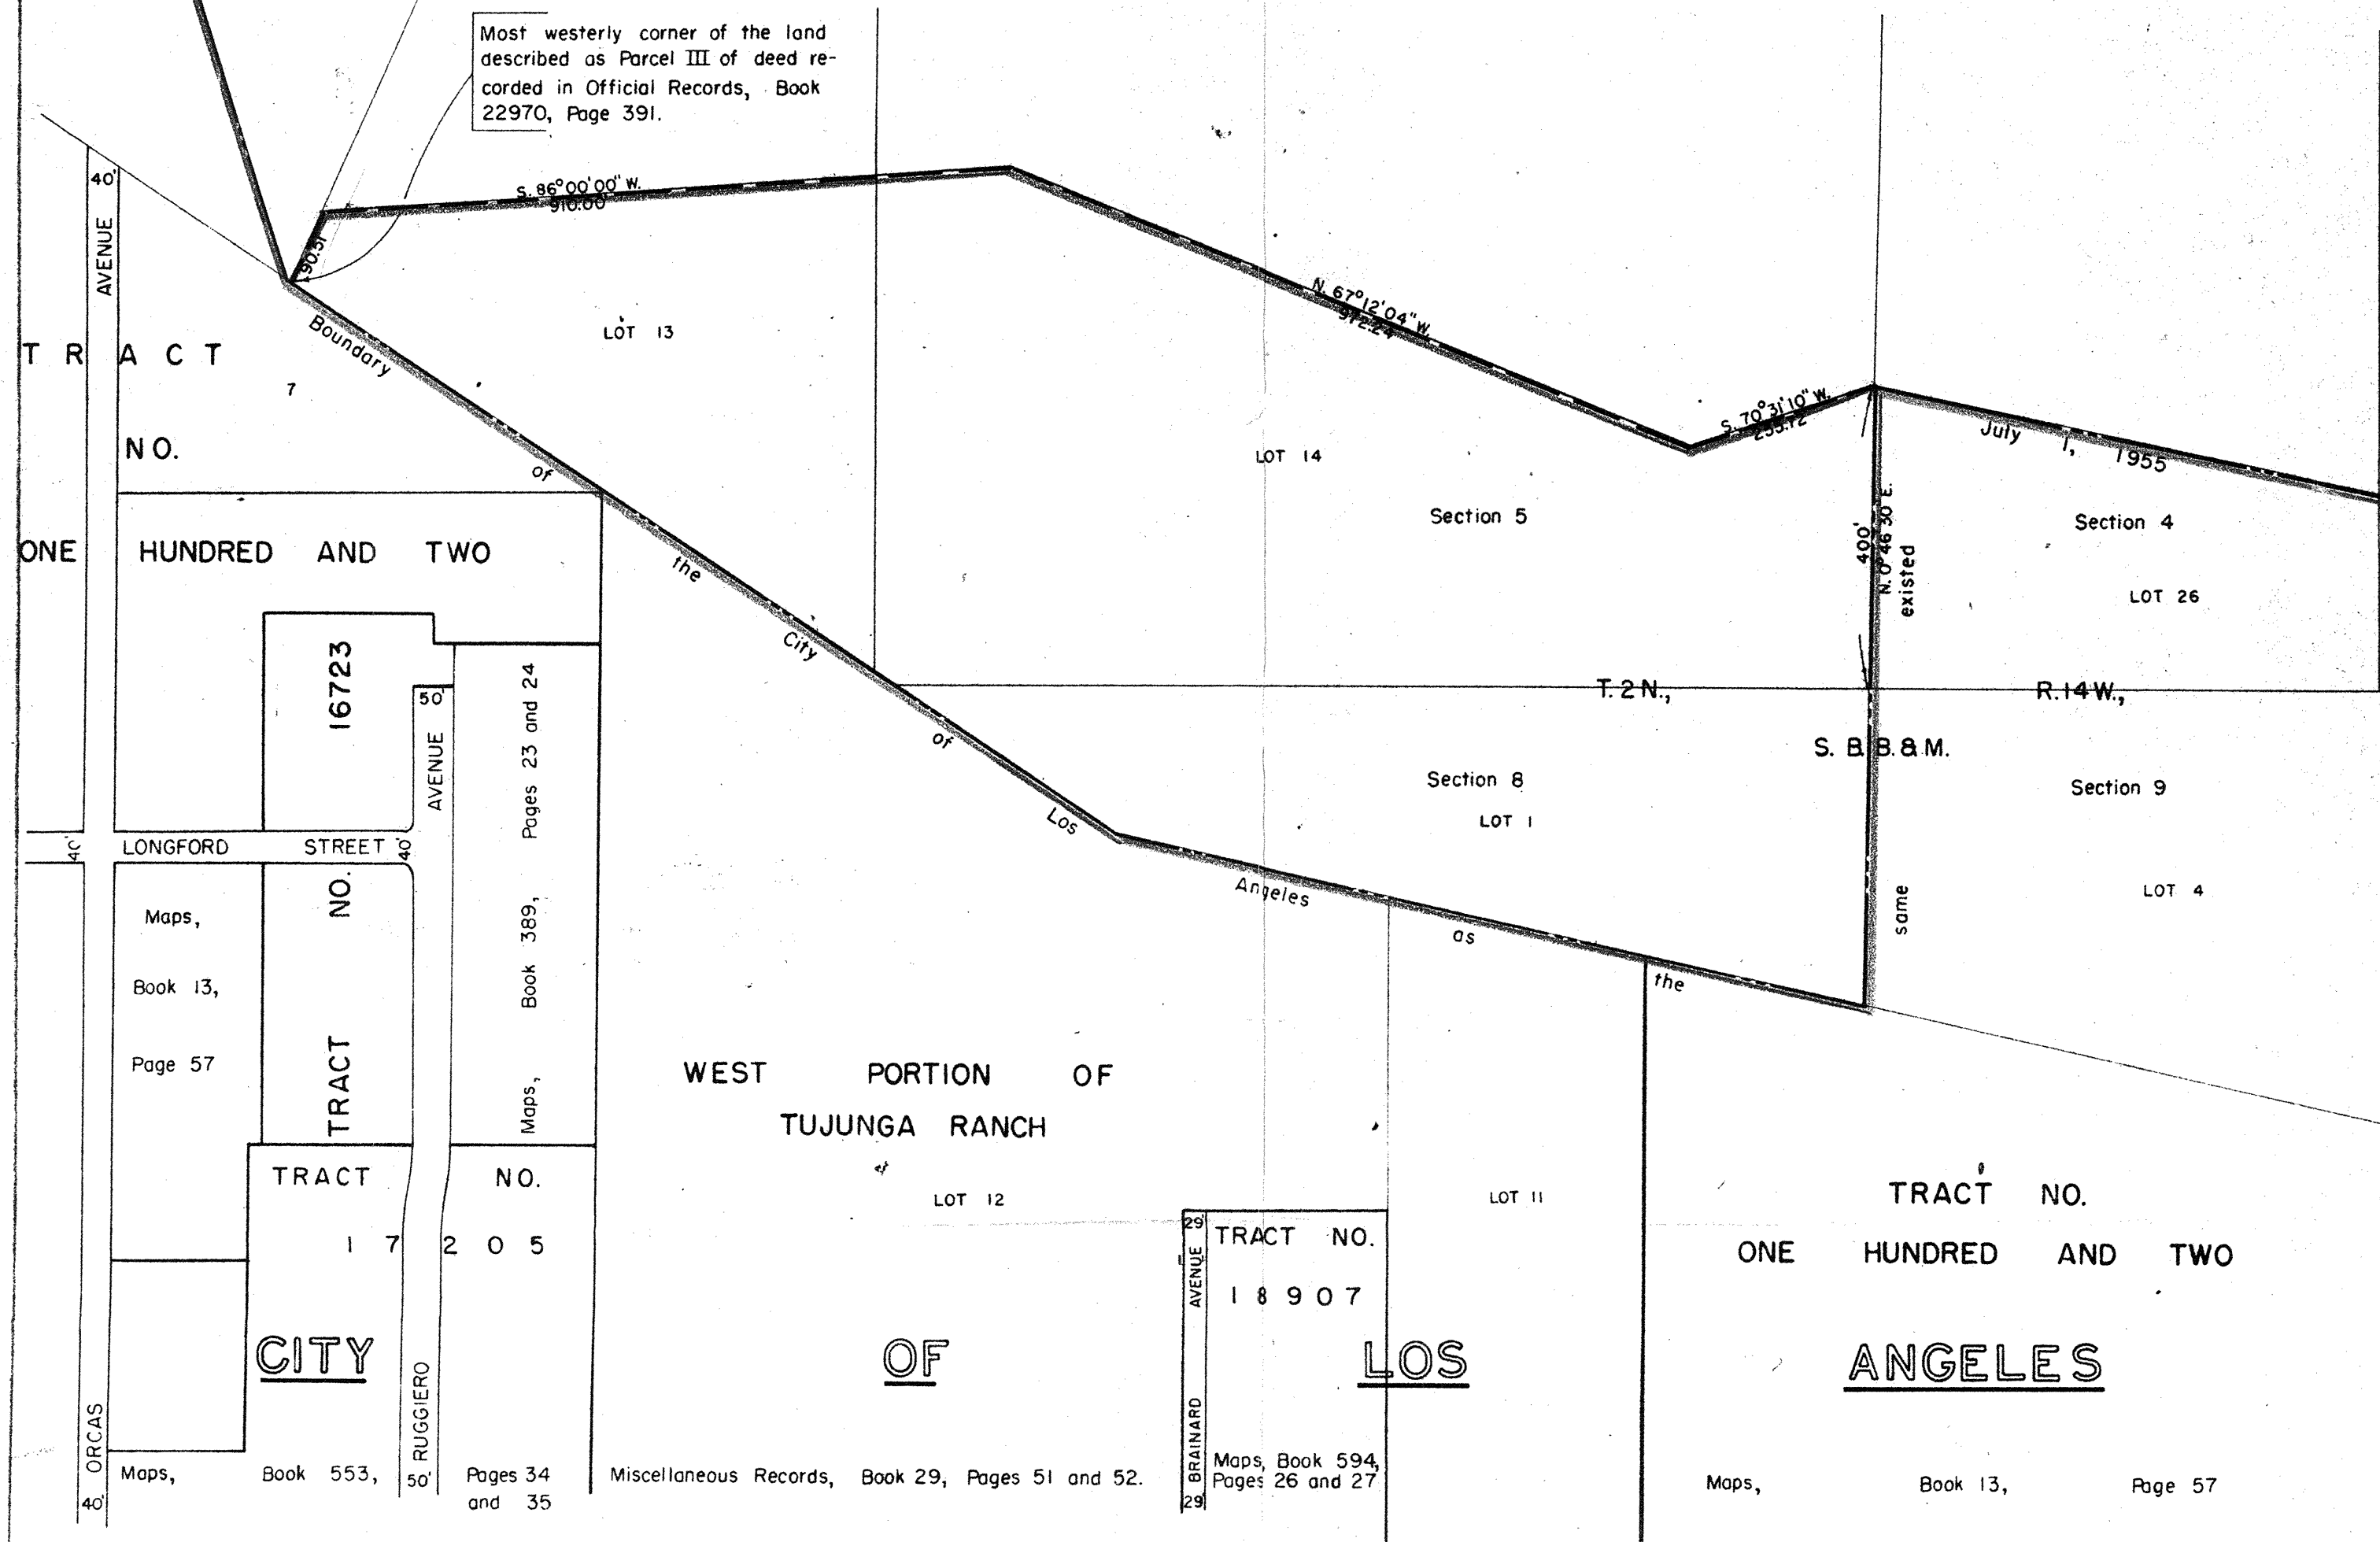 Most westerly corner of the land
described as Parcel III of deed re-
corded in Official Records, Book
22970, Page 391.
40'
AVENUE
S. 86°00'00" W.
910.00
90.51
N. 67°12'04" W.
972.24
S. 70°31'10" W.
July 1, 1955
Boundary of the City of Los Angeles as the same existed
LOT 13
LOT 14
Section 5
400'
N. 0°46'30" E.
Section 4
LOT 26
TRACT
7
NO.
ONE HUNDRED AND TWO
T. 2 N., R. 14 W.,
S. B. B. & M.
Section 8
LOT 1
Section 9
LOT 4
TRACT NO. 16723
50'
AVENUE
Maps, Book 389, Pages 23 and 24
40'
LONGFORD STREET
40'
Maps,
Book 13,
Page 57
WEST PORTION OF
TUJUNGA RANCH
LOT 12
LOT 11
TRACT NO.
17205
29'
AVENUE
TRACT NO.
18907
TRACT NO.
ONE HUNDRED AND TWO
CITY OF LOS ANGELES
ORCAS
40'
RUGGIERO
50'
BRAINARD
29'
Maps, Book 553, Pages 34
and 35
Miscellaneous Records, Book 29, Pages 51 and 52.
Maps, Book 594,
Pages 26 and 27
Maps, Book 13, Page 57